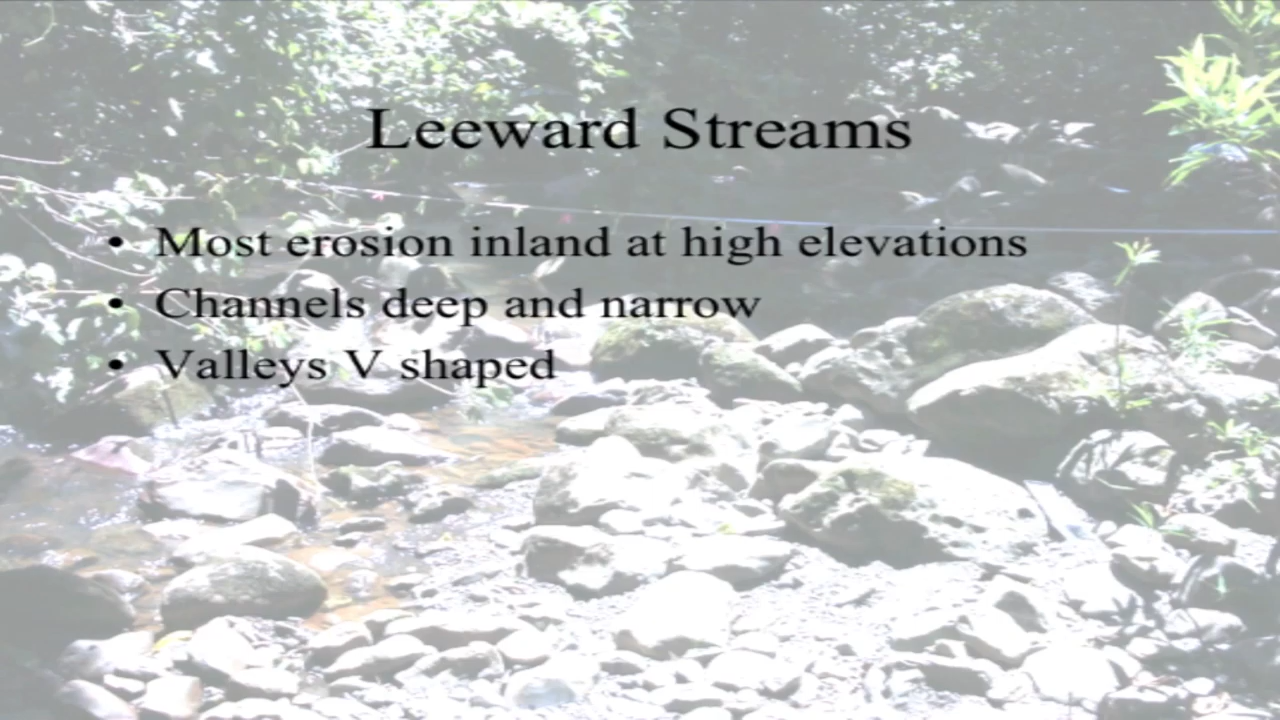 Leeward Streams
• Most erosion inland at high elevations
• Channels deep and narrow
• Valleys V shaped